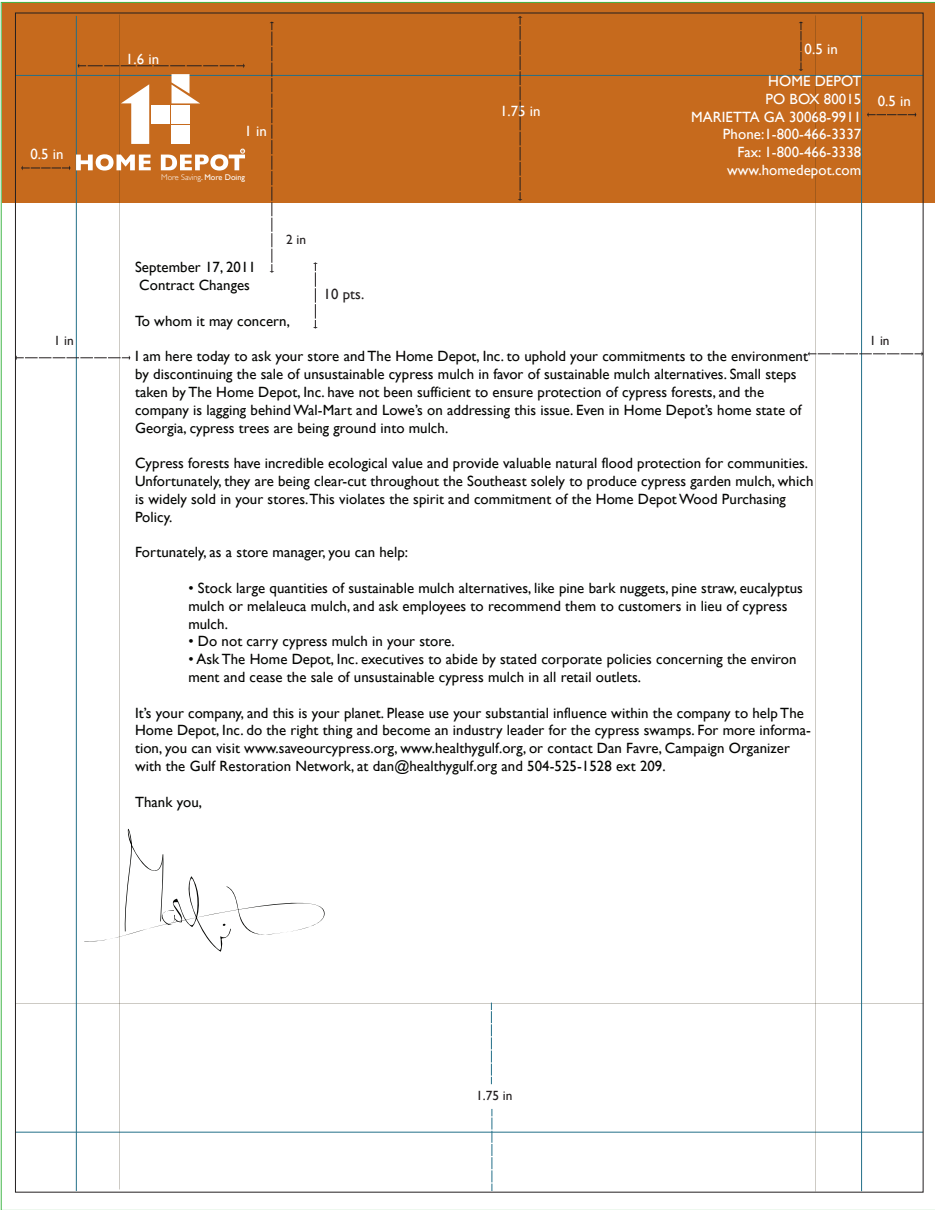 1.6 in
0.5 in
HOME DEPOT
PO BOX 80015
MARIETTA GA 30068-9911
Phone:1-800-466-3337
Fax: 1-800-466-3338
www.homedepot.com
0.5 in
1.75 in
1 in
0.5 in
HOME DEPOT
More Saving. More Doing
2 in
September 17, 2011
Contract Changes
10 pts.
To whom it may concern,
1 in
1 in
I am here today to ask your store and The Home Depot, Inc. to uphold your commitments to the environment
by discontinuing the sale of unsustainable cypress mulch in favor of sustainable mulch alternatives. Small steps
taken by The Home Depot, Inc. have not been sufficient to ensure protection of cypress forests, and the
company is lagging behind Wal-Mart and Lowe's on addressing this issue. Even in Home Depot's home state of
Georgia, cypress trees are being ground into mulch.
Cypress forests have incredible ecological value and provide valuable natural flood protection for communities.
Unfortunately, they are being clear-cut throughout the Southeast solely to produce cypress garden mulch, which
is widely sold in your stores. This violates the spirit and commitment of the Home Depot Wood Purchasing
Policy.
Fortunately, as a store manager, you can help:
• Stock large quantities of sustainable mulch alternatives, like pine bark nuggets, pine straw, eucalyptus
mulch or melaleuca mulch, and ask employees to recommend them to customers in lieu of cypress
mulch.
• Do not carry cypress mulch in your store.
• Ask The Home Depot, Inc. executives to abide by stated corporate policies concerning the environ
ment and cease the sale of unsustainable cypress mulch in all retail outlets.
It's your company, and this is your planet. Please use your substantial influence within the company to help The
Home Depot, Inc. do the right thing and become an industry leader for the cypress swamps. For more informa-
tion, you can visit www.saveourcypress.org, www.healthygulf.org, or contact Dan Favre, Campaign Organizer
with the Gulf Restoration Network, at dan@healthygulf.org and 504-525-1528 ext 209.
Thank you,
1.75 in